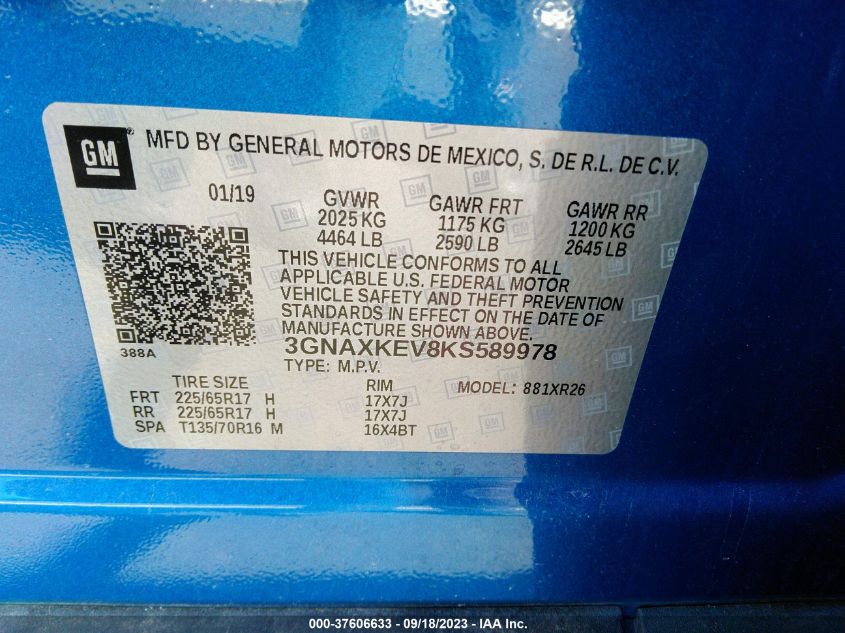 GM ® MFD BY GENERAL MOTORS DE MEXICO, S. DE R.L. DE C.V.
01/19 GVWR GAWR FRT GAWR RR
2025 KG 1175 KG 1200 KG
4464 LB 2590 LB 2645 LB
THIS VEHICLE CONFORMS TO ALL
APPLICABLE U.S. FEDERAL MOTOR
VEHICLE SAFETY AND THEFT PREVENTION
STANDARDS IN EFFECT ON THE DATE OF
MANUFACTURE SHOWN ABOVE.
388A
3GNAXKEV8KS589978
TYPE: M.P.V.
TIRE SIZE RIM MODEL: 881XR26
FRT 225/65R17 H 17X7J
RR 225/65R17 H 17X7J
SPA T135/70R16 M 16X4BT
000-37606633 - 09/18/2023 - IAA Inc.